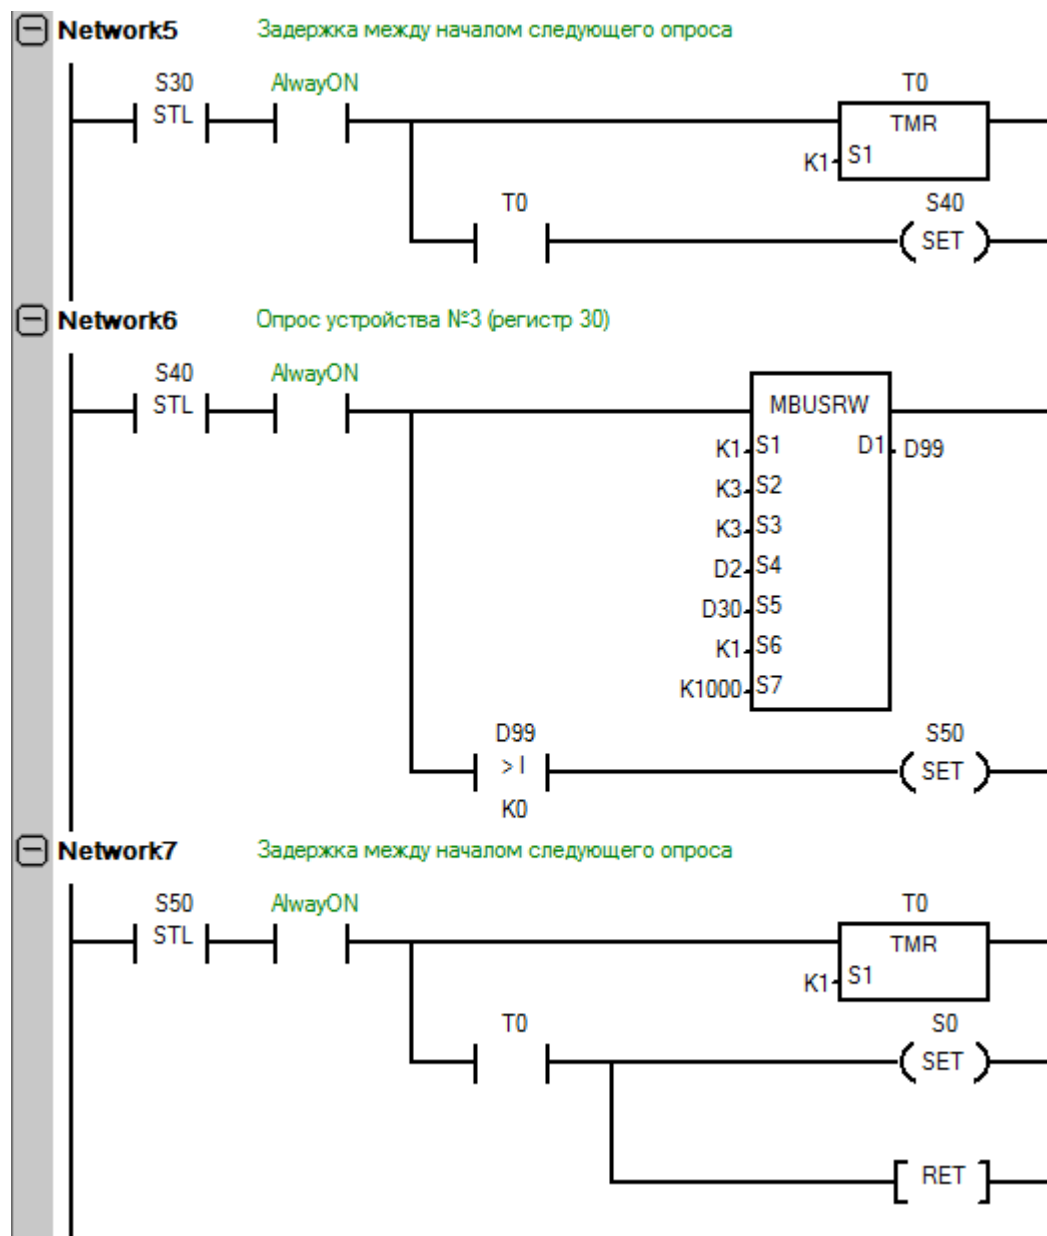 Network5 Задержка между началом следующего опроса
S30 AlwayON T0
STL TMR
K1 S1
T0 S40
SET
Network6 Опрос устройства №3 (регистр 30)
S40 AlwayON
STL MBUSRW
K1 S1 D1 D99
K3 S2
K3 S3
D2 S4
D30 S5
K1 S6
K1000 S7
D99 S50
>I SET
K0
Network7 Задержка между началом следующего опроса
S50 AlwayON T0
STL TMR
K1 S1
T0 S0
SET
RET